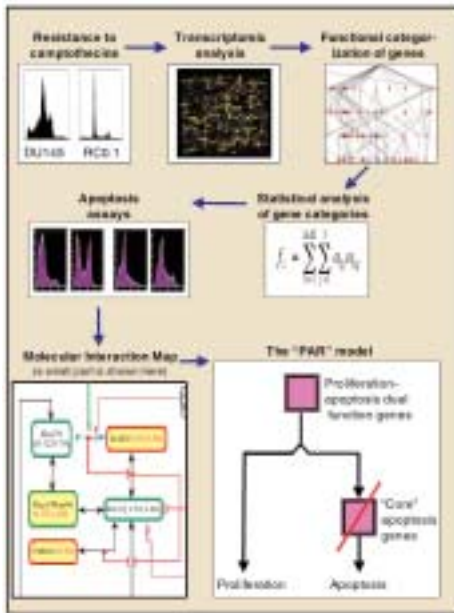 Resistance to
camptothecins
Transcriptomic
analysis
Functional categor-
ization of genes
DU145
RC0.1
Apoptosis
assays
Statistical analysis
of gene categories
Molecular Interaction Map
(a small part is shown here)
The "PAR" model
Proliferation-
apoptosis dual
function genes
"Core"
apoptosis
genes
Proliferation
Apoptosis